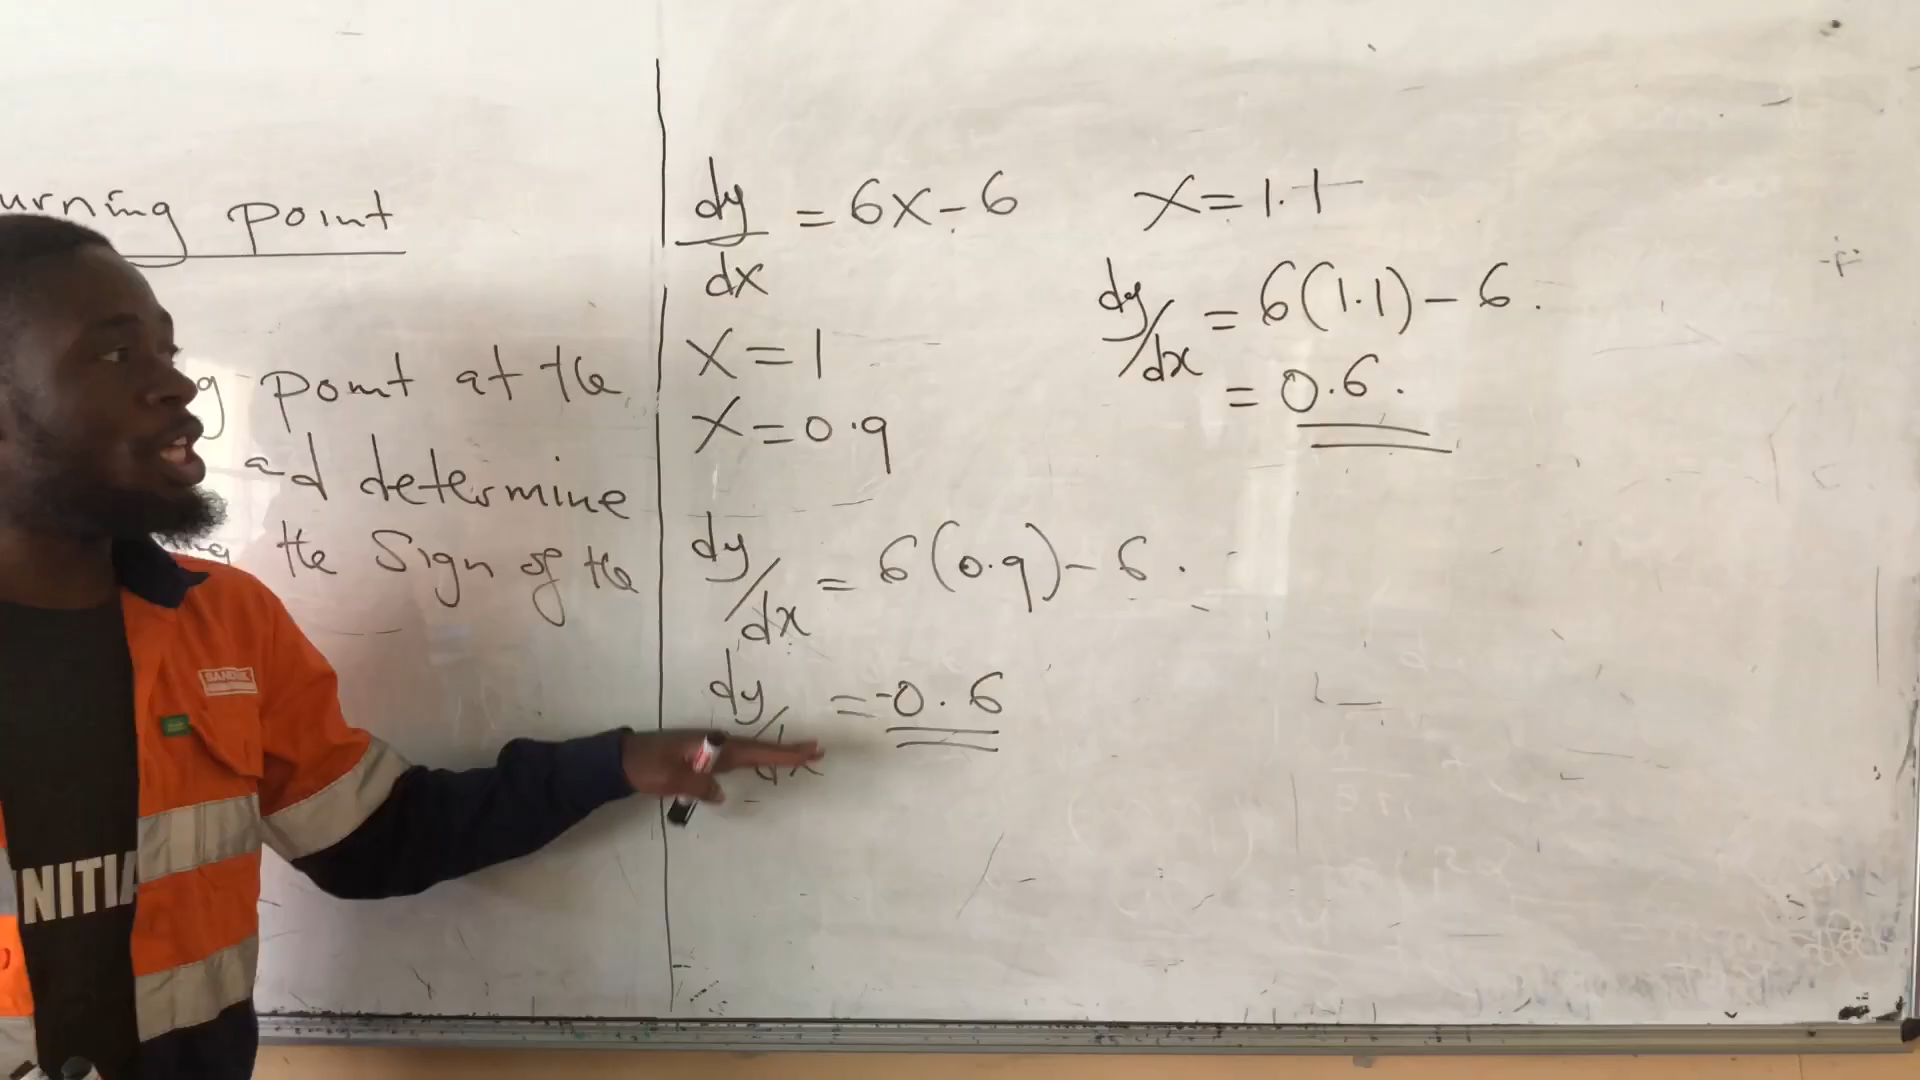 urning point
g point at the
and determine
the sign of the
dy/dx = 6x - 6
x = 1
x = 0.9
dy/dx = 6(0.9) - 6.
dy/dx = -0.6
x = 1.1
dy/dx = 6(1.1) - 6.
= 0.6.
SANDVIK
NITIA